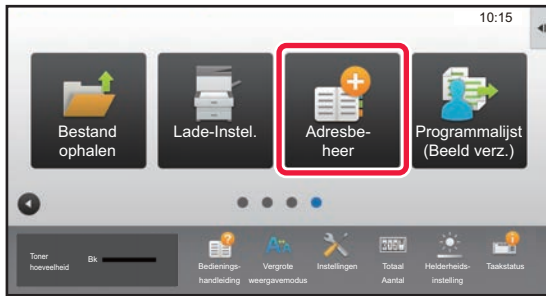 10:15
Bestand
ophalen
Lade-Instel.
Adresbe-
heer
Programmalijst
(Beeld verz.)
Toner
hoeveelheid
Bk
Bedienings-
handleiding
Vergrote
weergavemodus
Instellingen
Totaal
Aantal
Helderheids-
instelling
Taakstatus